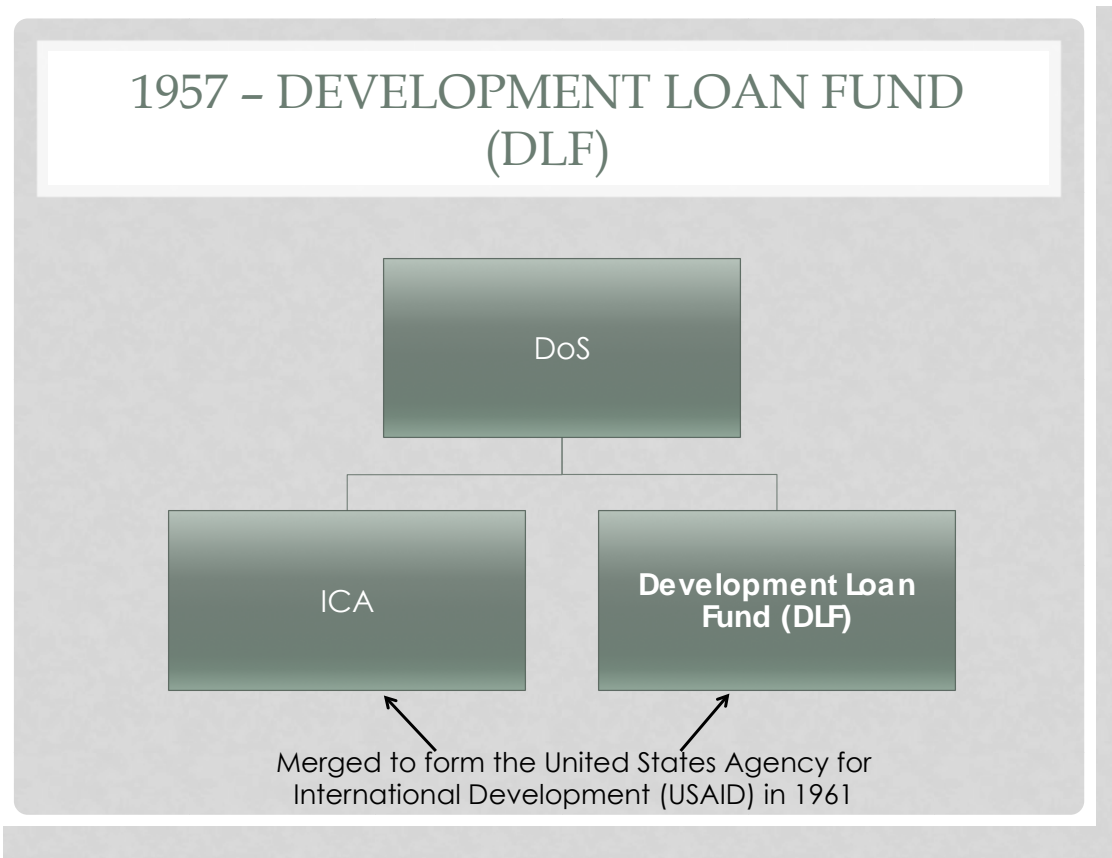 1957 – DEVELOPMENT LOAN FUND
(DLF)
DoS
ICA
Development Loan
Fund (DLF)
Merged to form the United States Agency for
International Development (USAID) in 1961